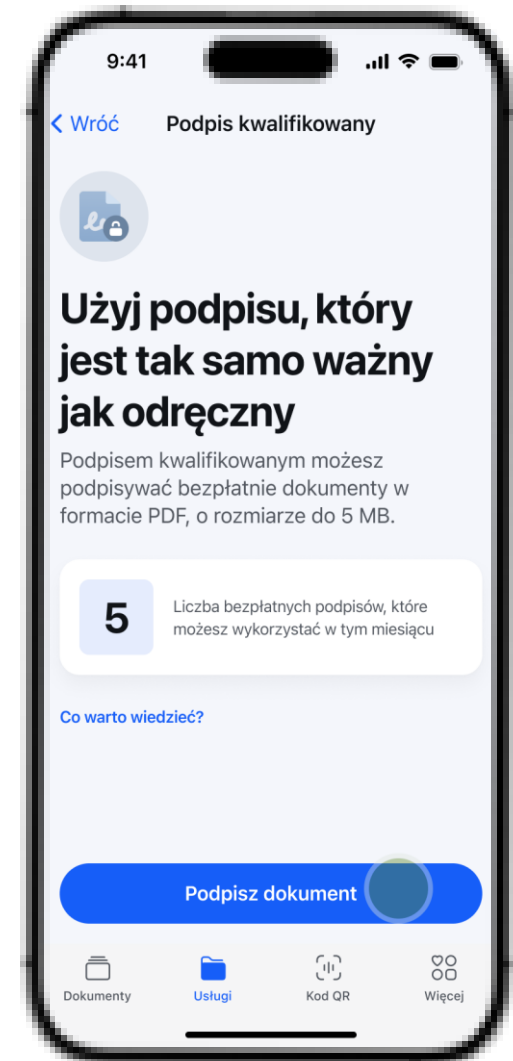 9:41
Wróć Podpis kwalifikowany
Użyj podpisu, który
jest tak samo ważny
jak odręczny
Podpisem kwalifikowanym możesz
podpisywać bezpłatnie dokumenty w
formacie PDF, o rozmiarze do 5 MB.
5
Liczba bezpłatnych podpisów, które
możesz wykorzystać w tym miesiącu
Co warto wiedzieć?
Podpisz dokument
Dokumenty Usługi Kod QR Więcej